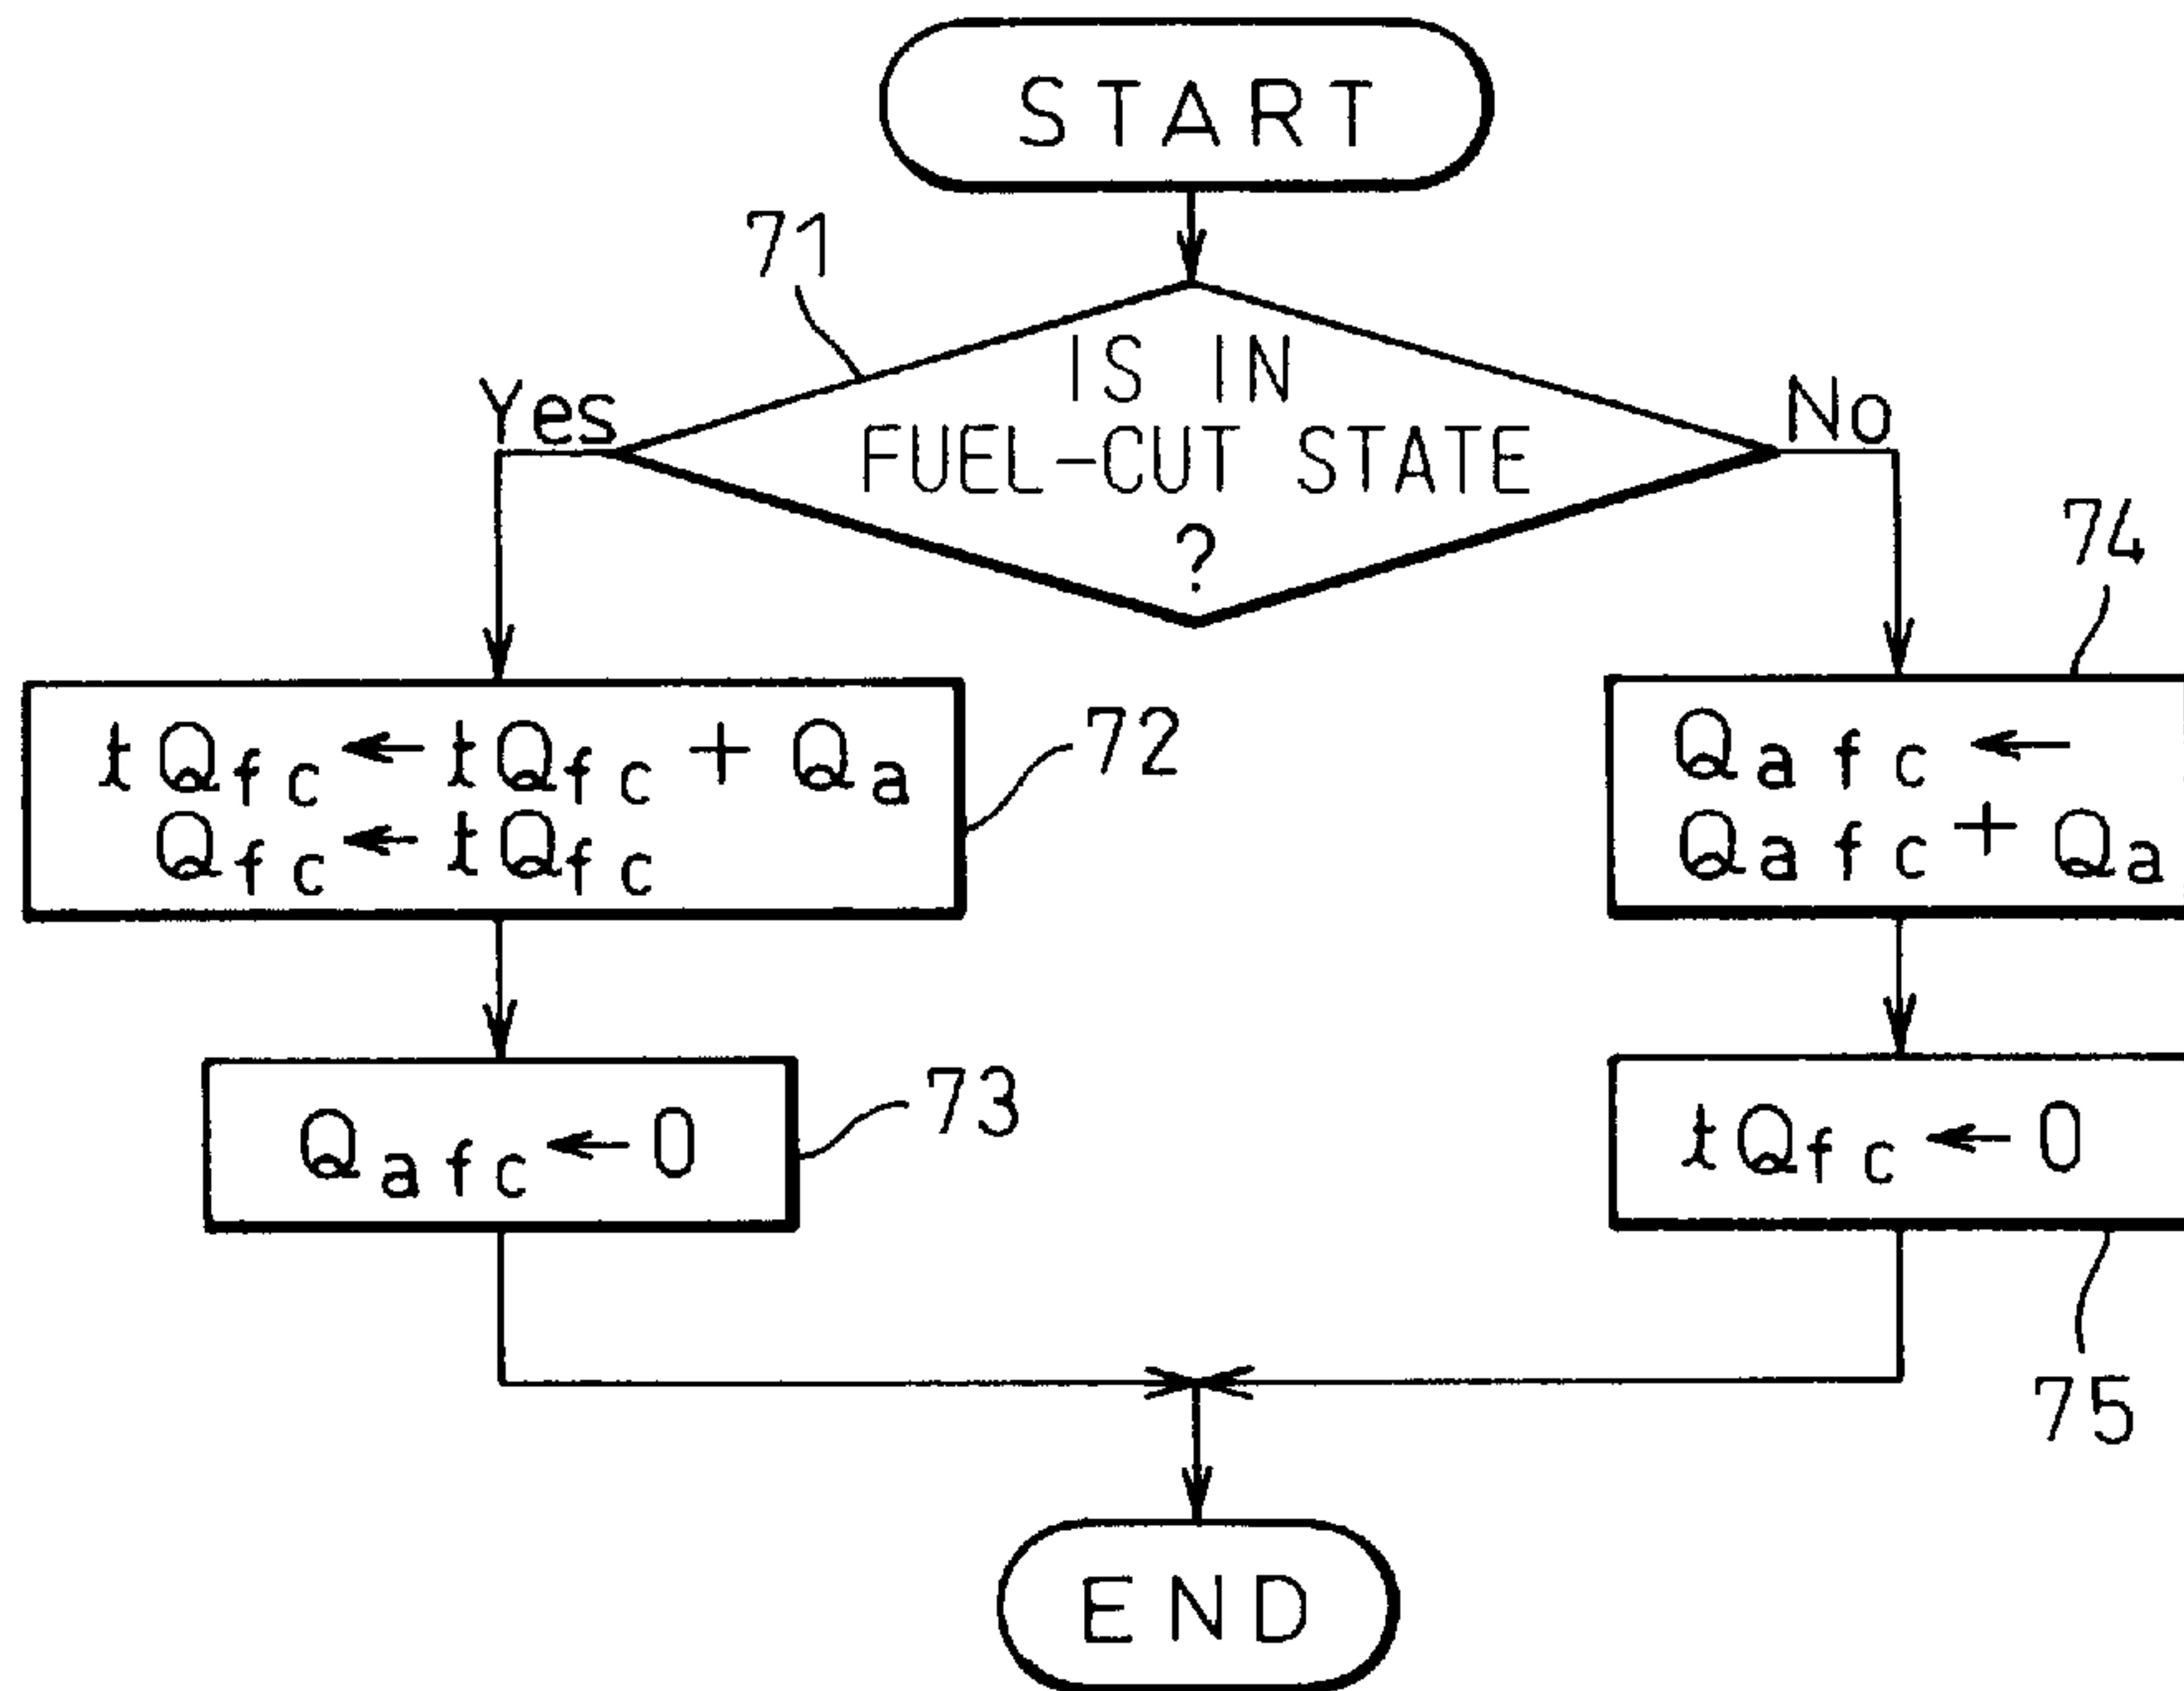 START
71
IS IN
Yes
No
FUEL-CUT STATE
?
74
tQfc ← tQfc + Qa
Qfc ← tQfc
72
Qafc ←
Qafc + Qa
Qafc ← 0
73
tQfc ← 0
75
END